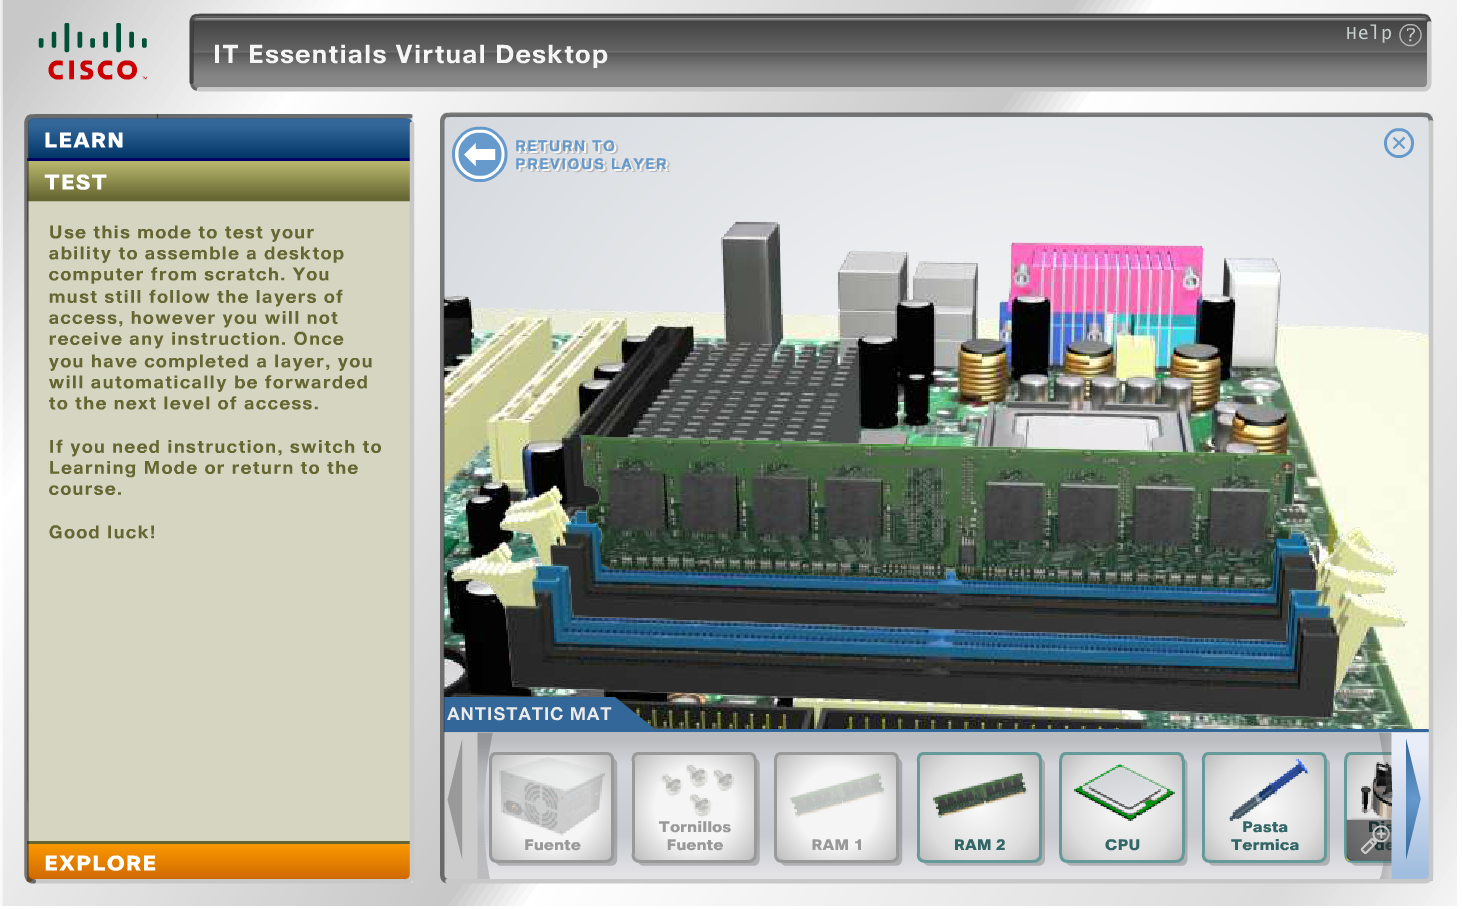 CISCO
IT Essentials Virtual Desktop
Help ?
LEARN
TEST
Use this mode to test your
ability to assemble a desktop
computer from scratch. You
must still follow the layers of
access, however you will not
receive any instruction. Once
you have completed a layer, you
will automatically be forwarded
to the next level of access.
If you need instruction, switch to
Learning Mode or return to the
course.
Good luck!
EXPLORE
RETURN TO
PREVIOUS LAYER
ANTISTATIC MAT
Fuente
Tornillos
Fuente
RAM 1
RAM 2
CPU
Pasta
Termica